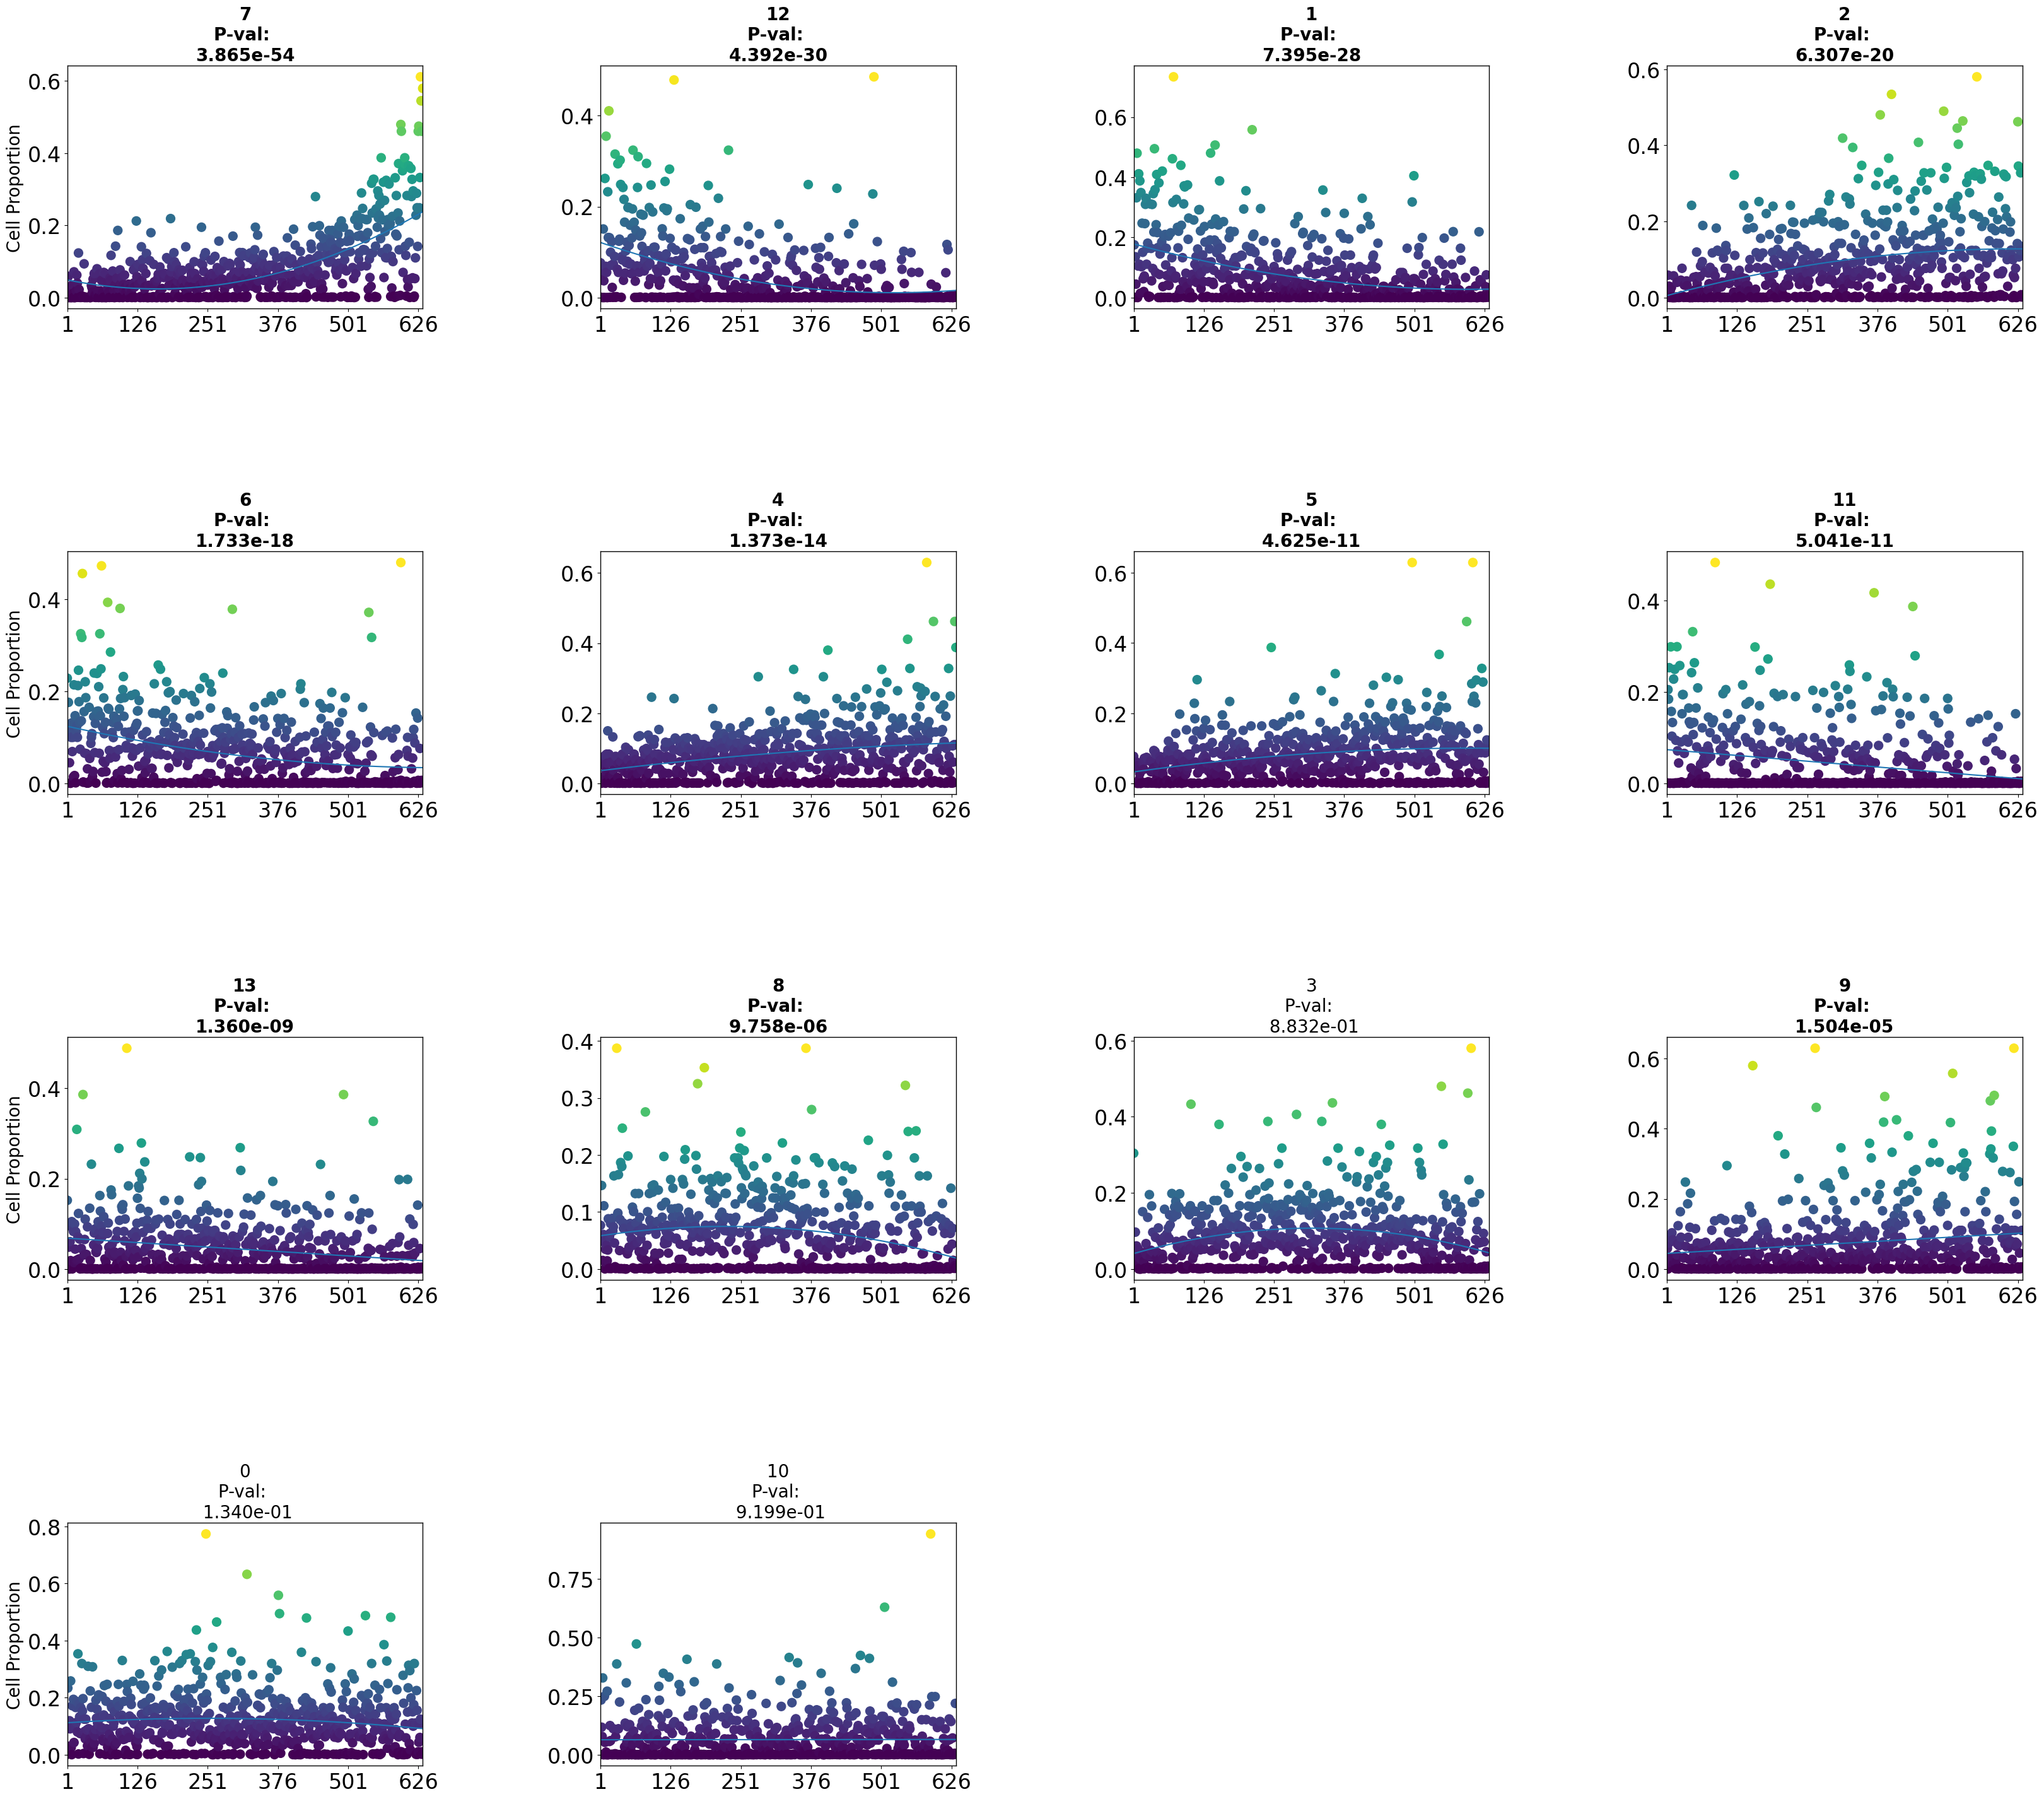 7 12 1 2
P-val: P-val: P-val: P-val:
3.865e-54 4.392e-30 7.395e-28 6.307e-20
Cell Proportion
0.6 0.4 0.2 0.0
0.4 0.2 0.0
0.6 0.4 0.2 0.0
0.6 0.4 0.2 0.0
1 126 251 376 501 626 1 126 251 376 501 626 1 126 251 376 501 626 1 126 251 376 501 626
6 4 5 11
P-val: P-val: P-val: P-val:
1.733e-18 1.373e-14 4.625e-11 5.041e-11
Cell Proportion
0.4 0.2 0.0
0.6 0.4 0.2 0.0
0.6 0.4 0.2 0.0
0.4 0.2 0.0
1 126 251 376 501 626 1 126 251 376 501 626 1 126 251 376 501 626 1 126 251 376 501 626
13 8 3 9
P-val: P-val: P-val: P-val:
1.360e-09 9.758e-06 8.832e-01 1.504e-05
Cell Proportion
0.4 0.2 0.0
0.4 0.3 0.2 0.1 0.0
0.6 0.4 0.2 0.0
0.6 0.4 0.2 0.0
1 126 251 376 501 626 1 126 251 376 501 626 1 126 251 376 501 626 1 126 251 376 501 626
0 10
P-val: P-val:
1.340e-01 9.199e-01
Cell Proportion
0.8 0.6 0.4 0.2 0.0
0.75 0.50 0.25 0.00
1 126 251 376 501 626 1 126 251 376 501 626